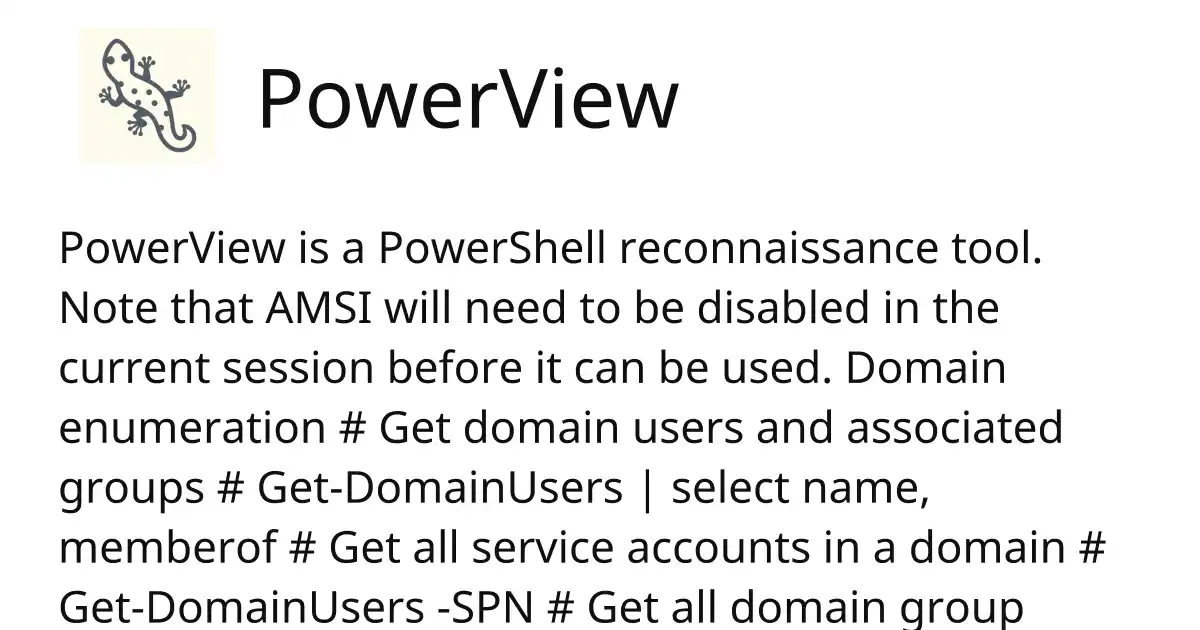 PowerView
PowerView is a PowerShell reconnaissance tool.
Note that AMSI will need to be disabled in the
current session before it can be used. Domain
enumeration # Get domain users and associated
groups # Get-DomainUsers | select name,
memberof # Get all service accounts in a domain #
Get-DomainUsers -SPN # Get all domain group